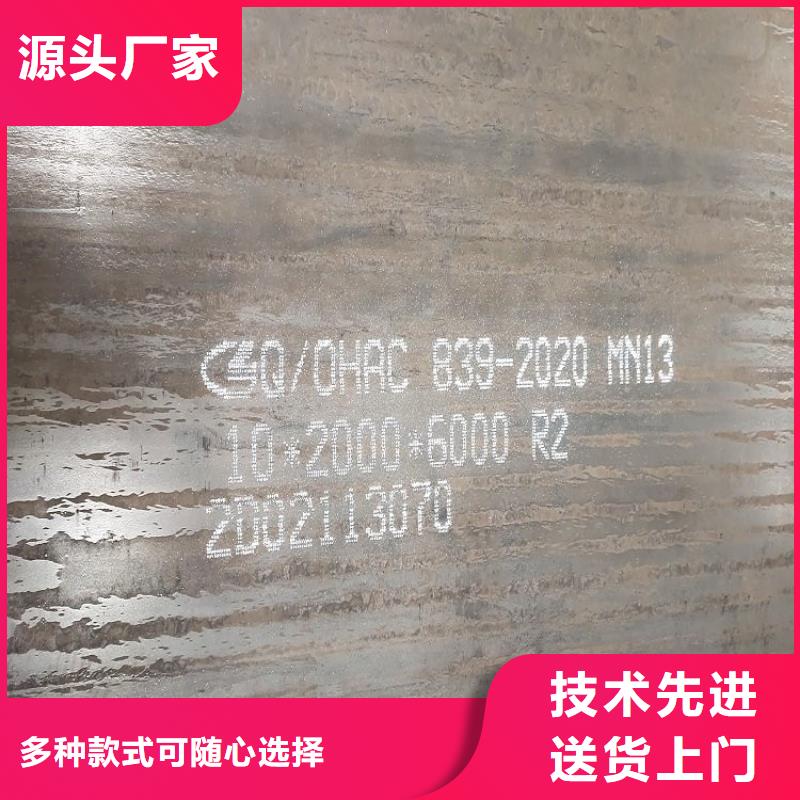 源头厂家
Q/OHAC 839-2020 MN13
10*2000*6000 R2
2D02113070
多种款式可随心选择
技术先进
送货上门